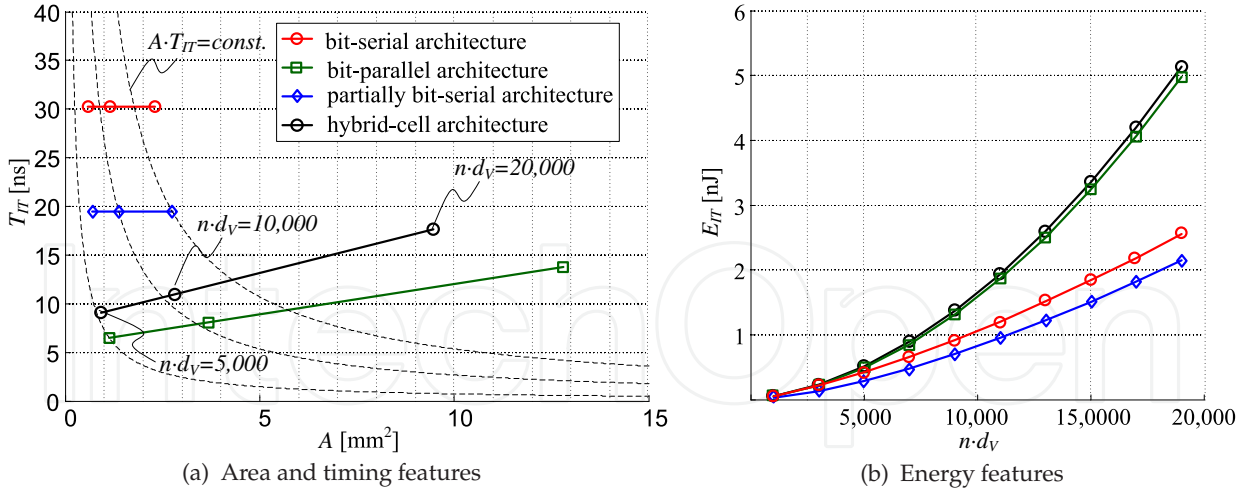 40
35
30
25
20
15
10
5
0
T_IT [ns]
0
5
10
15
A [mm²]
A·T_IT=const.
bit-serial architecture
bit-parallel architecture
partially bit-serial architecture
hybrid-cell architecture
n·d_V=20,000
n·d_V=10,000
n·d_V=5,000
(a) Area and timing features
6
5
4
3
2
1
E_IT [nJ]
5,000
10,000
15,000
20,000
n·d_V
(b) Energy features
IntechOpen